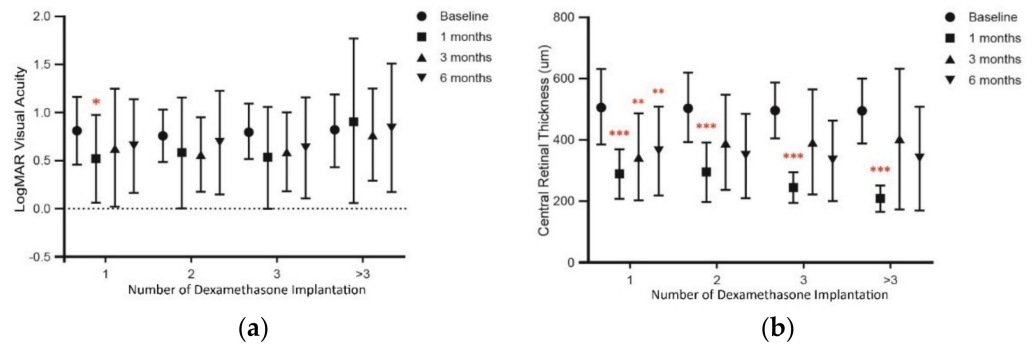 LogMAR Visual Acuity
2.0
1.5
1.0
0.5
0.0
-0.5
*
1
2
3
>3
Number of Dexamethasone Implantation
Baseline
1 months
3 months
6 months
(a)
Central Retinal Thickness (um)
800
600
400
200
0
***
**
**
***
***
***
1
2
3
>3
Number of Dexamethasone Implantation
Baseline
1 months
3 months
6 months
(b)